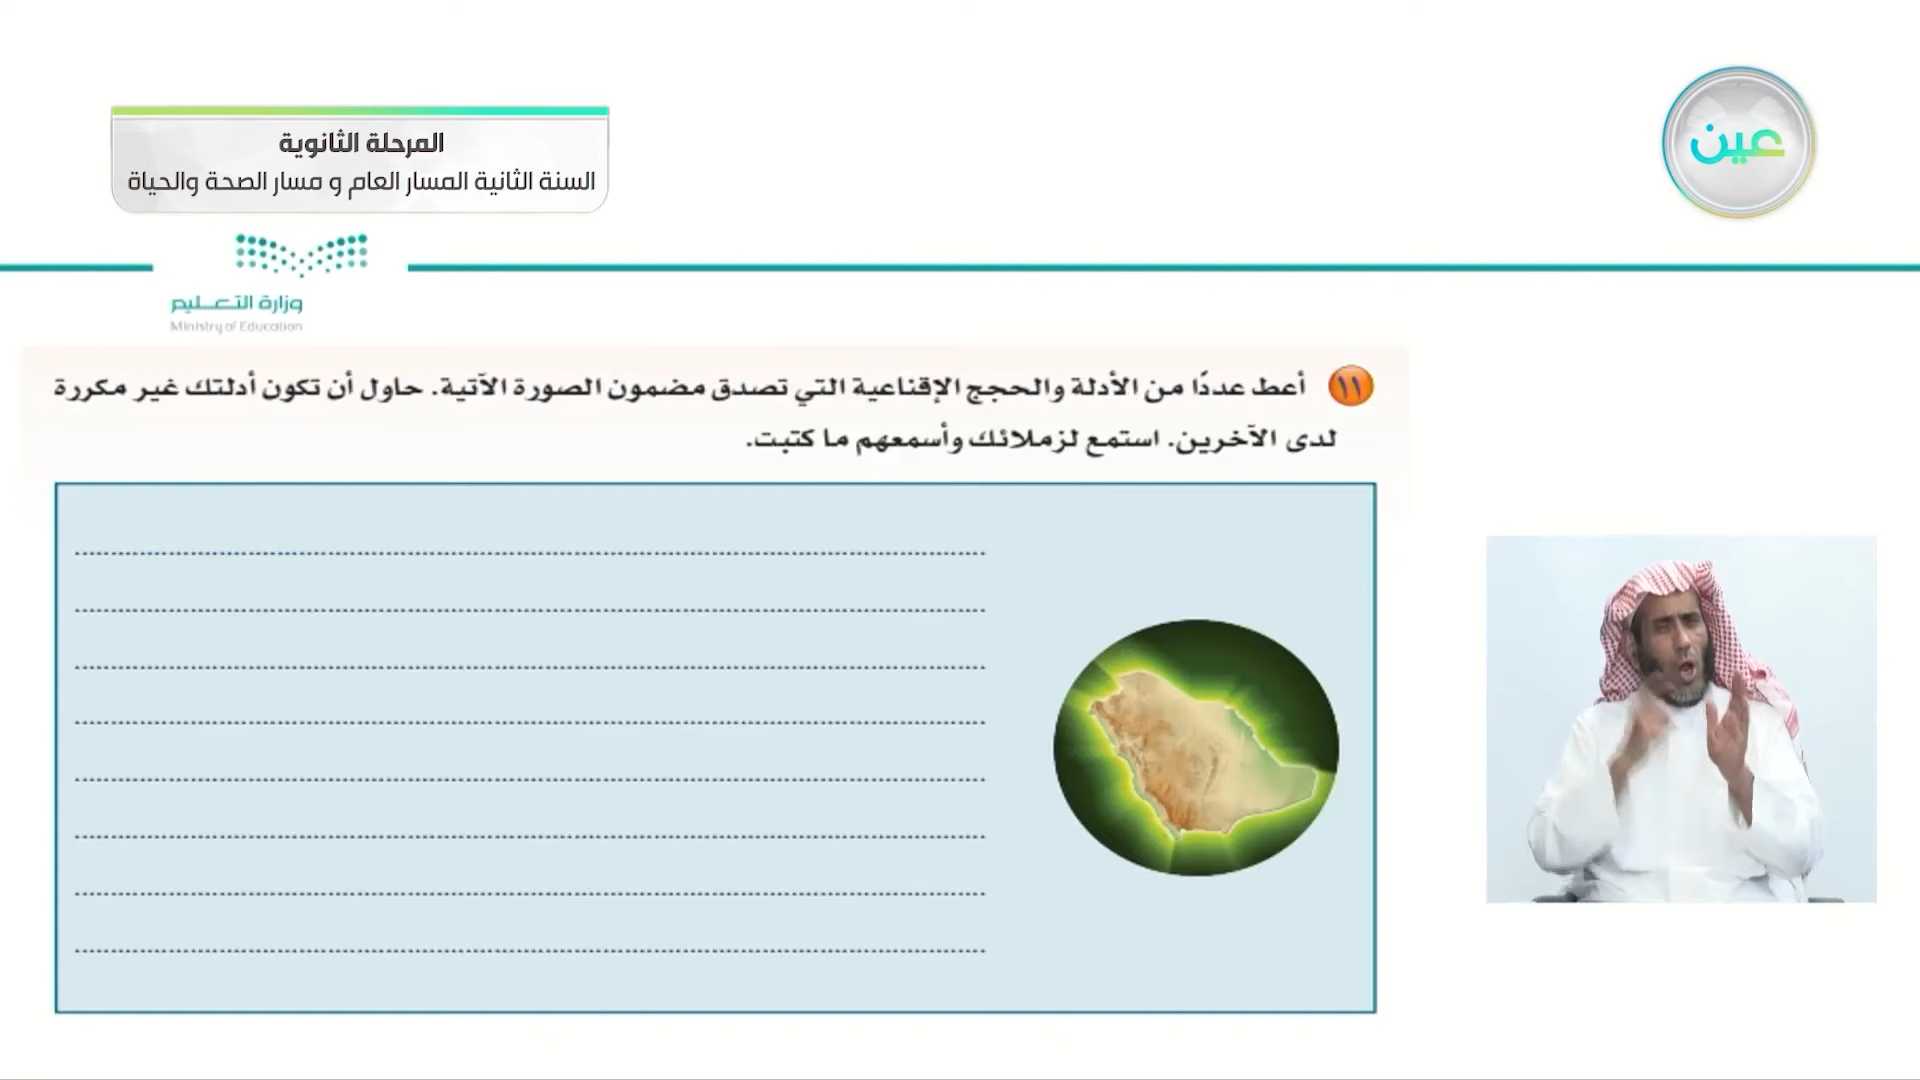 المرحلة الثانوية
السنة الثانية المسار العام و مسار الصحة والحياة
عين
وزارة التعـليم
Ministry of Education
١١ أعط عددًا من الأدلة والحجج الإقناعية التي تصدق مضمون الصورة الآتية. حاول أن تكون أدلتك غير مكررة
لدى الآخرين. استمع لزملائك وأسمعهم ما كتبت.